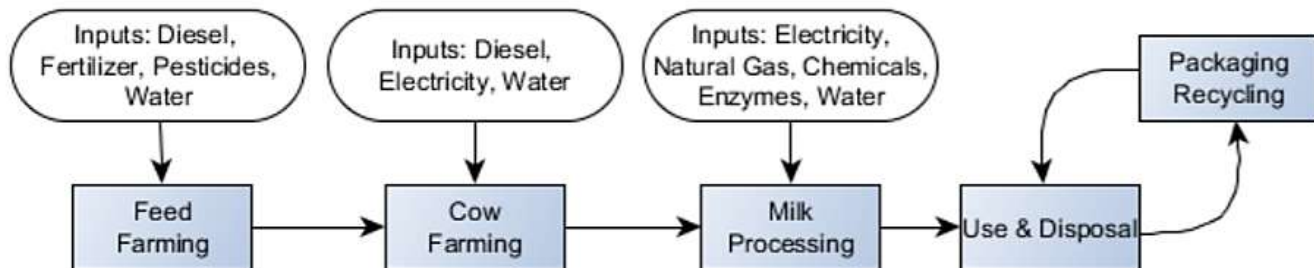 Inputs: Diesel,
Fertilizer, Pesticides,
Water
Inputs: Diesel,
Electricity, Water
Inputs: Electricity,
Natural Gas, Chemicals,
Enzymes, Water
Packaging
Recycling
Feed
Farming
Cow
Farming
Milk
Processing
Use & Disposal